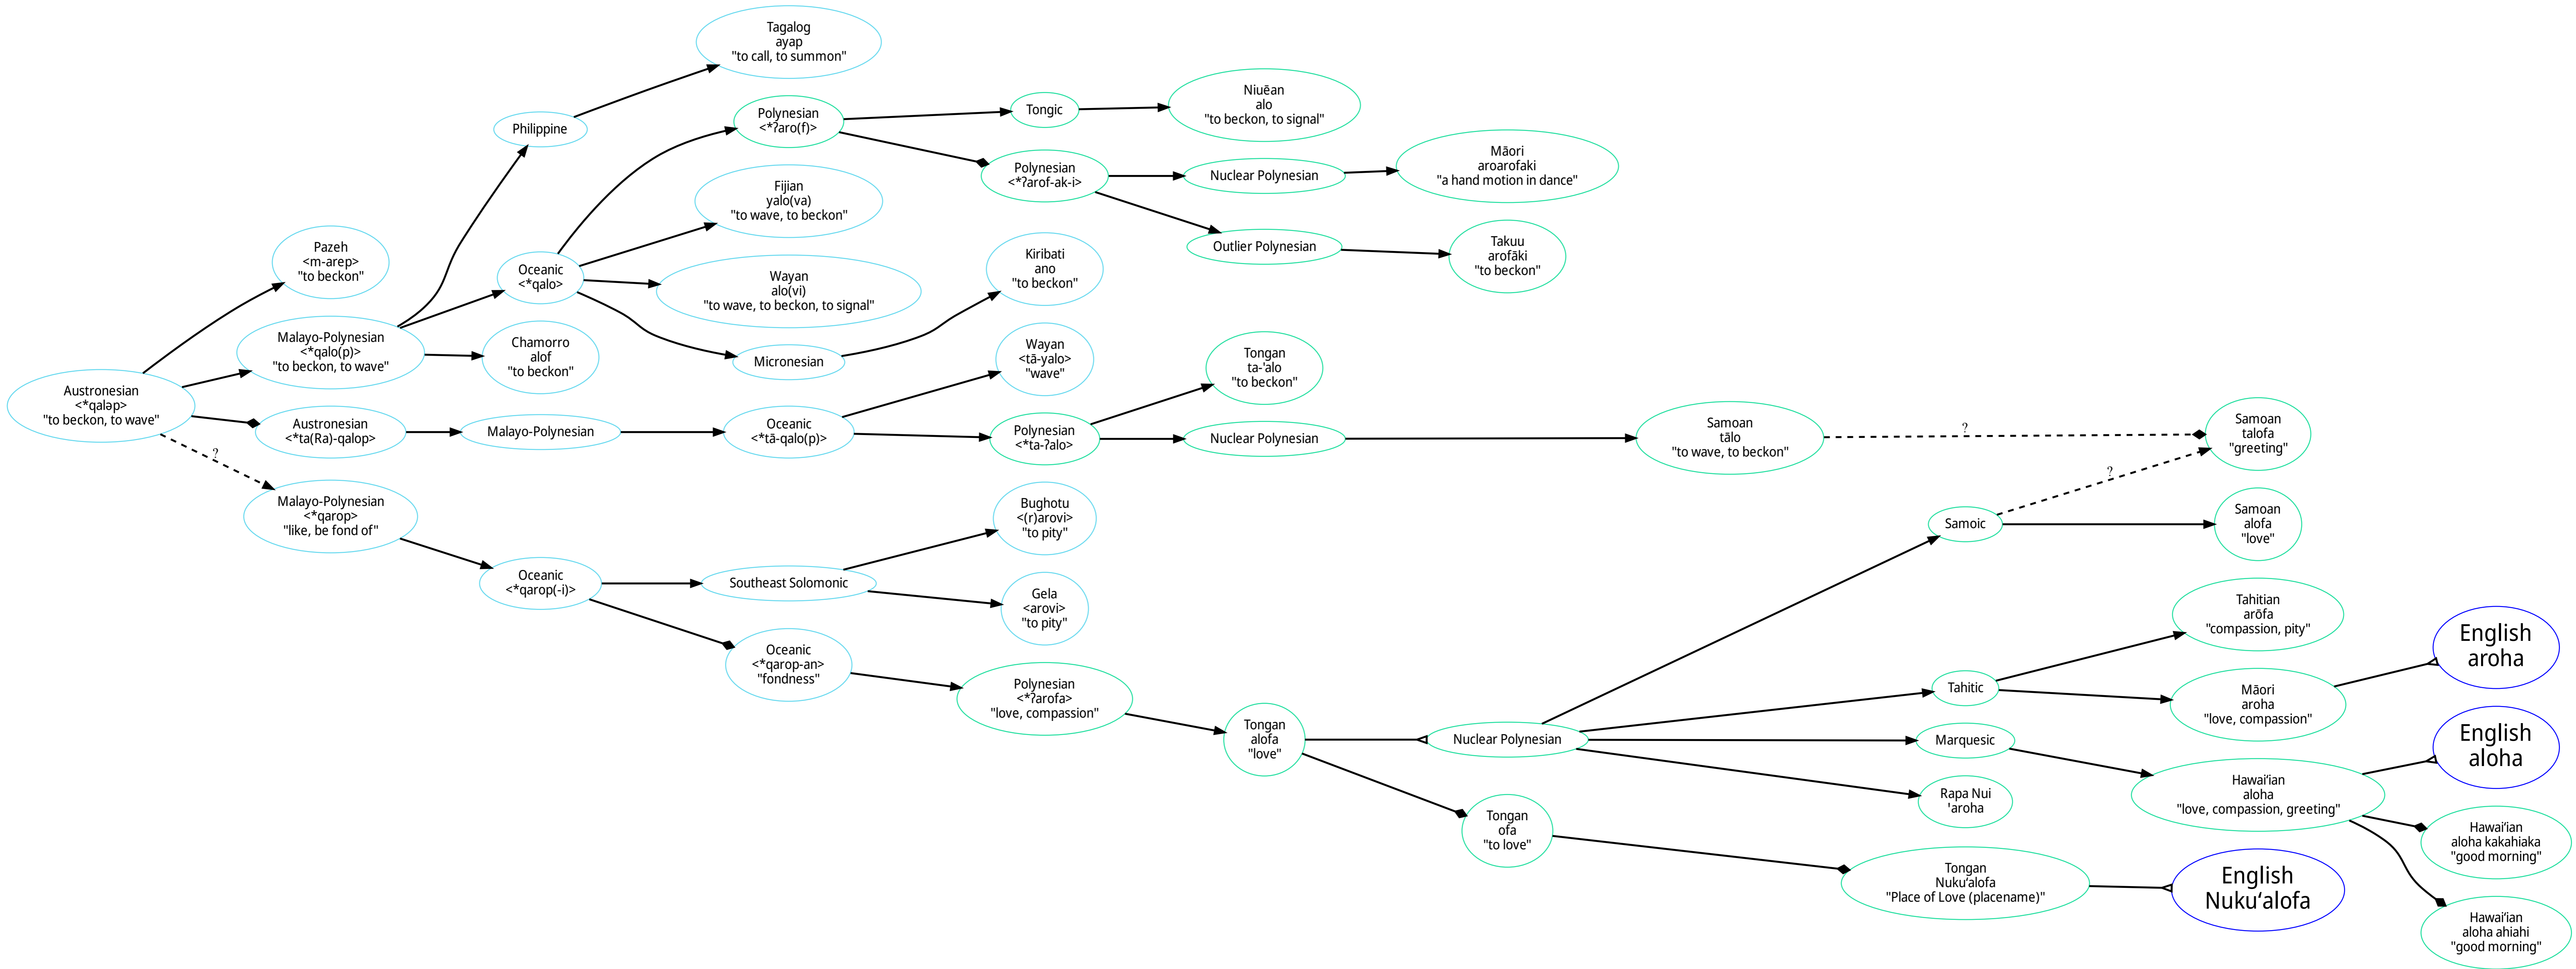 Tagalog
ayap
"to call, to summon"
Philippine
Polynesian
<*ʔaro(f)>
Tongic
Niuēan
alo
"to beckon, to signal"
Polynesian
<*ʔarof-ak-i>
Nuclear Polynesian
Māori
aroarofaki
"a hand motion in dance"
Fijian
yalo(va)
"to wave, to beckon"
Outlier Polynesian
Takuu
arofāki
"to beckon"
Pazeh
<m-arep>
"to beckon"
Oceanic
<*qalo>
Wayan
alo(vi)
"to wave, to beckon, to signal"
Kiribati
ano
"to beckon"
Malayo-Polynesian
<*qalo(p)>
"to beckon, to wave"
Chamorro
alof
"to beckon"
Micronesian
Wayan
<tā-yalo>
"wave"
Tongan
ta-'alo
"to beckon"
Austronesian
<*qaləp>
"to beckon, to wave"
Austronesian
<*ta(Ra)-qalop>
Malayo-Polynesian
Oceanic
<*tā-qalo(p)>
Polynesian
<*ta-ʔalo>
Nuclear Polynesian
Samoan
tālo
"to wave, to beckon"
?
Samoan
talofa
"greeting"
?
?
Malayo-Polynesian
<*qarop>
"like, be fond of"
Bughotu
<(r)arovi>
"to pity"
Samoic
Samoan
alofa
"love"
Oceanic
<*qarop(-i)>
Southeast Solomonic
Gela
<arovi>
"to pity"
Tahitian
arōfa
"compassion, pity"
English
aroha
Oceanic
<*qarop-an>
"fondness"
Polynesian
<*ʔarofa>
"love, compassion"
Tahitic
Māori
aroha
"love, compassion"
Tongan
alofa
"love"
Nuclear Polynesian
Marquesic
English
aloha
Rapa Nui
'aroha
Hawaiʻian
aloha
"love, compassion, greeting"
Tongan
ofa
"to love"
Hawaiʻian
aloha kakahiaka
"good morning"
Tongan
Nukuʻalofa
"Place of Love (placename)"
English
Nukuʻalofa
Hawaiʻian
aloha ahiahi
"good morning"